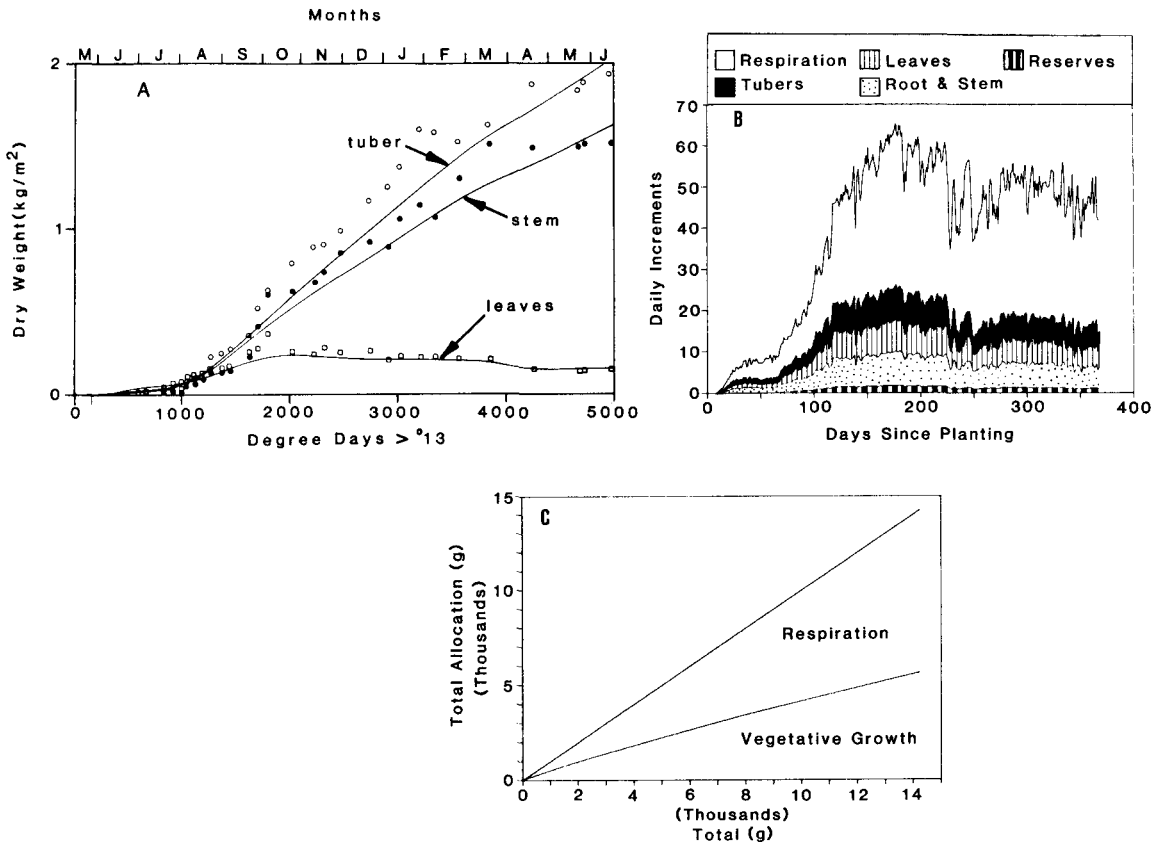 Months
M J J A S O N D J F M A M J
A
2
1
0
tuber
stem
leaves
Dry Weight(kg/m²)
0 1000 2000 3000 4000 5000
Degree Days > °13
Respiration Leaves Reserves
Tubers Root & Stem
B
70
60
50
40
30
20
10
0
Daily Increments
0 100 200 300 400
Days Since Planting
C
15
10
5
0
Total Allocation (g)
(Thousands)
Respiration
Vegetative Growth
0 2 4 6 8 10 12 14
(Thousands)
Total (g)